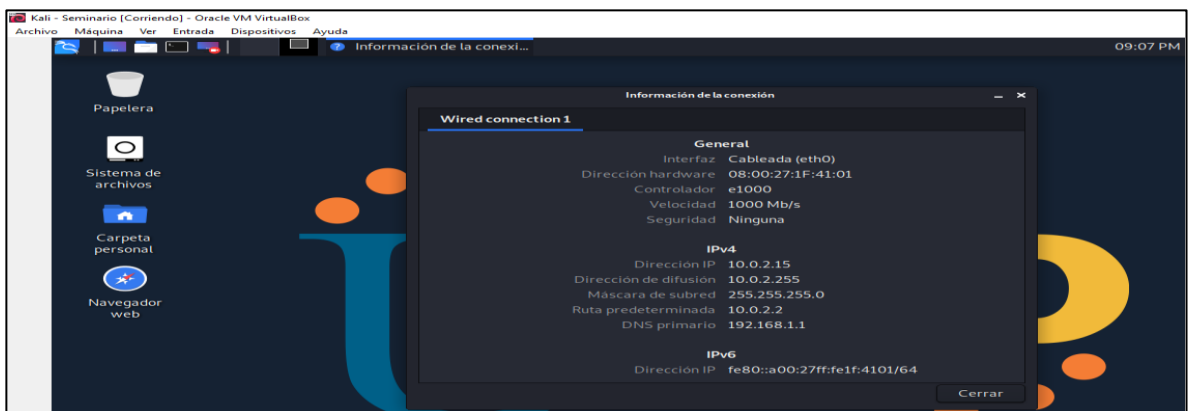 Kali - Seminario [Corriendo] - Oracle VM VirtualBox
Archivo Máquina Ver Entrada Dispositivos Ayuda
Información de la conexi...
09:07 PM
Papelera
Sistema de
archivos
Carpeta
personal
Navegador
web
Información de la conexión
Wired connection 1
General
Interfaz Cableada (eth0)
Dirección hardware 08:00:27:1F:41:01
Controlador e1000
Velocidad 1000 Mb/s
Seguridad Ninguna
IPv4
Dirección IP 10.0.2.15
Dirección de difusión 10.0.2.255
Máscara de subred 255.255.255.0
Ruta predeterminada 10.0.2.2
DNS primario 192.168.1.1
IPv6
Dirección IP fe80::a00:27ff:fe1f:4101/64
Cerrar